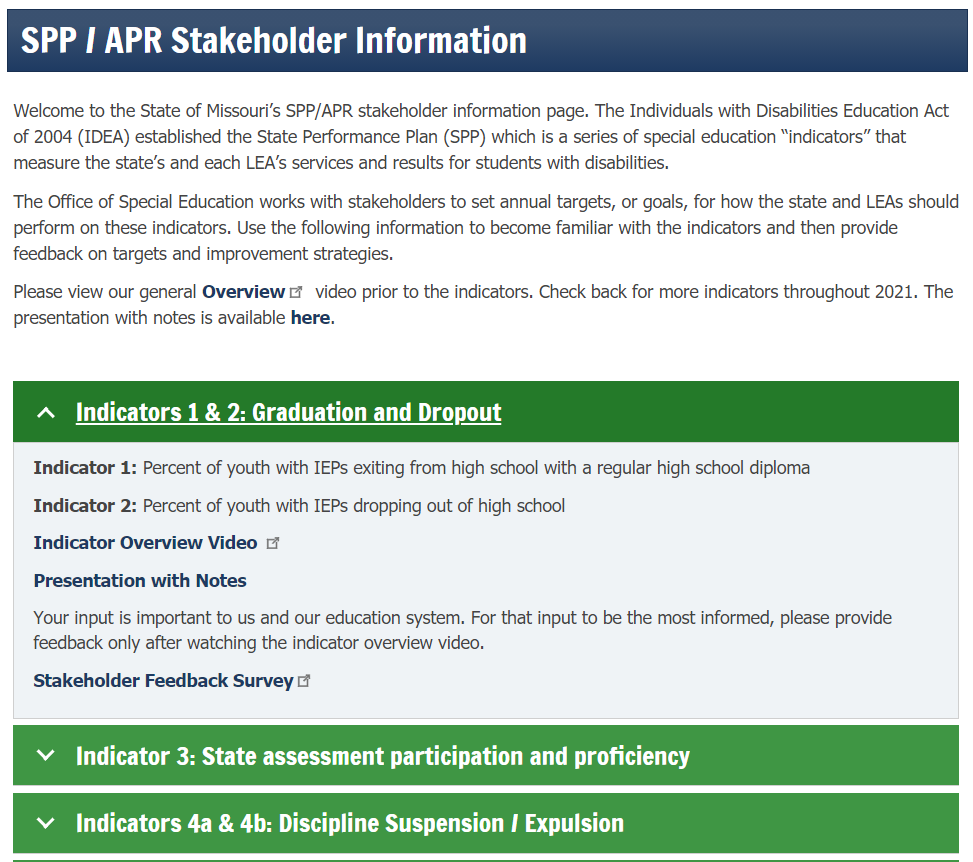 SPP / APR Stakeholder Information
Welcome to the State of Missouri’s SPP/APR stakeholder information page. The Individuals with Disabilities Education Act
of 2004 (IDEA) established the State Performance Plan (SPP) which is a series of special education “indicators” that
measure the state’s and each LEA’s services and results for students with disabilities.
The Office of Special Education works with stakeholders to set annual targets, or goals, for how the state and LEAs should
perform on these indicators. Use the following information to become familiar with the indicators and then provide
feedback on targets and improvement strategies.
Please view our general Overview video prior to the indicators. Check back for more indicators throughout 2021. The
presentation with notes is available here.
Indicators 1 & 2: Graduation and Dropout
Indicator 1: Percent of youth with IEPs exiting from high school with a regular high school diploma
Indicator 2: Percent of youth with IEPs dropping out of high school
Indicator Overview Video
Presentation with Notes
Your input is important to us and our education system. For that input to be the most informed, please provide
feedback only after watching the indicator overview video.
Stakeholder Feedback Survey
Indicator 3: State assessment participation and proficiency
Indicators 4a & 4b: Discipline Suspension / Expulsion